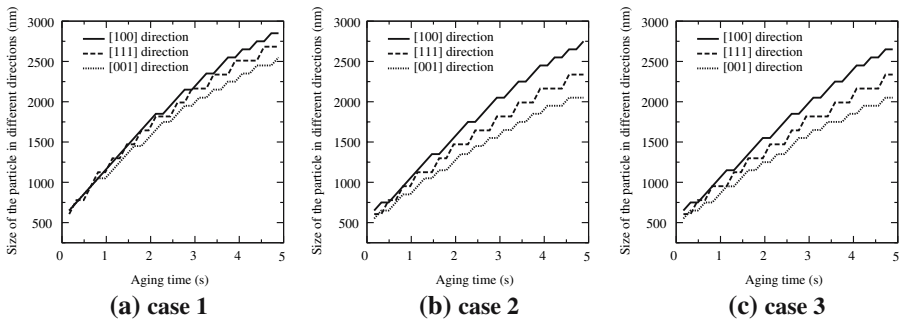 Size of the particle in different directions (nm)
3000
2500
2000
1500
1000
500
[100] direction
[111] direction
[001] direction
0 1 2 3 4 5
Aging time (s)
(a) case 1
Size of the particle in different directions (nm)
3000
2500
2000
1500
1000
500
[100] direction
[111] direction
[001] direction
0 1 2 3 4 5
Aging time (s)
(b) case 2
Size of the particle in different directions (nm)
3000
2500
2000
1500
1000
500
[100] direction
[111] direction
[001] direction
0 1 2 3 4 5
Aging time (s)
(c) case 3